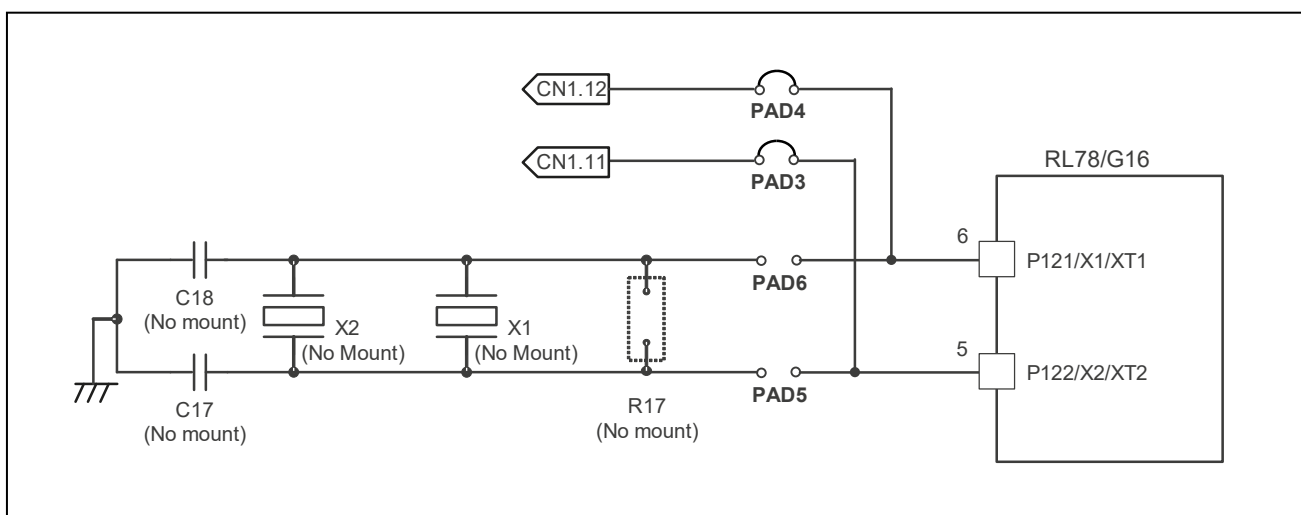 CN1.12
PAD4
CN1.11
PAD3
RL78/G16
6
P121/X1/XT1
PAD6
C18
(No mount)
X2
(No Mount)
X1
(No Mount)
5
P122/X2/XT2
PAD5
C17
(No mount)
R17
(No mount)